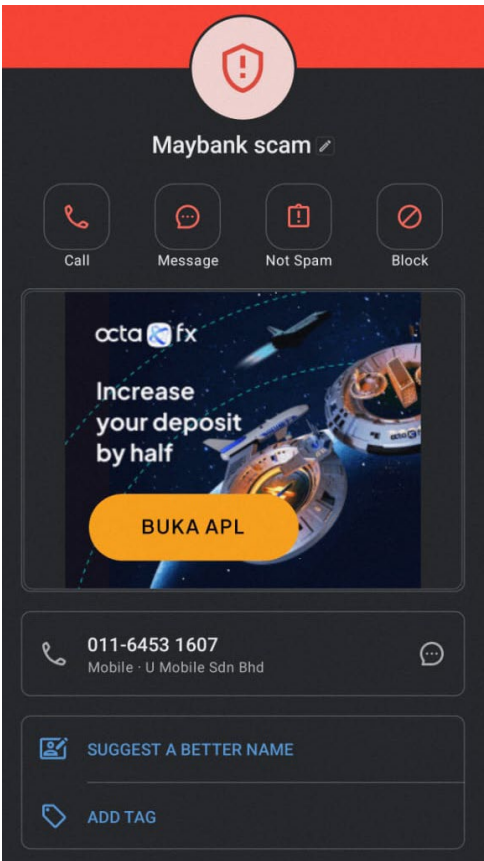 Maybank scam
Call
Message
Not Spam
Block
octa fx
Increase
your deposit
by half
BUKA APL
011-6453 1607
Mobile · U Mobile Sdn Bhd
SUGGEST A BETTER NAME
ADD TAG